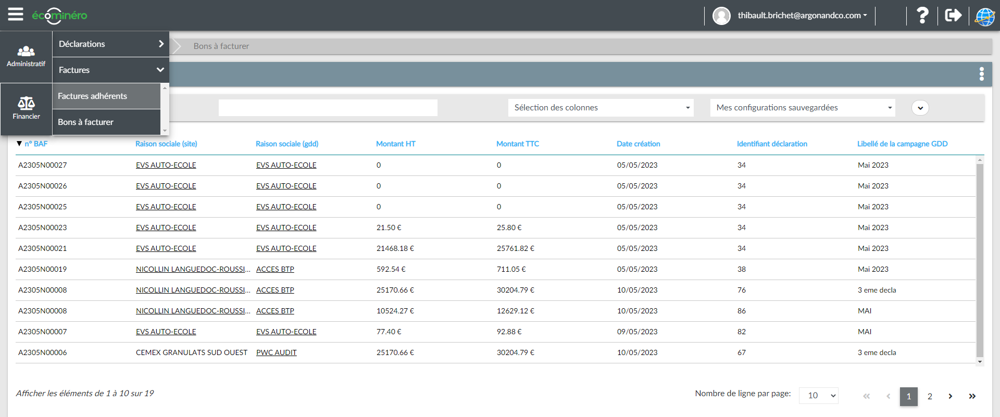 écominéro
thibault.brichet@argonandco.com
?
Administratif
Déclarations
Factures
Financier
Factures adhérents
Bons à facturer
Bons à facturer
Sélection des colonnes
Mes configurations sauvegardées
n° BAF Raison sociale (site) Raison sociale (gdd) Montant HT Montant TTC Date création Identifiant déclaration Libellé de la campagne GDD
A2305N00027 EVS AUTO-ECOLE EVS AUTO-ECOLE 0 0 05/05/2023 34 Mai 2023
A2305N00026 EVS AUTO-ECOLE EVS AUTO-ECOLE 0 0 05/05/2023 34 Mai 2023
A2305N00025 EVS AUTO-ECOLE EVS AUTO-ECOLE 0 0 05/05/2023 34 Mai 2023
A2305N00023 EVS AUTO-ECOLE EVS AUTO-ECOLE 21.50 € 25.80 € 05/05/2023 34 Mai 2023
A2305N00021 EVS AUTO-ECOLE EVS AUTO-ECOLE 21468.18 € 25761.82 € 05/05/2023 34 Mai 2023
A2305N00019 NICOLLIN LANGUEDOC-ROUSSI... ACCES BTP 592.54 € 711.05 € 05/05/2023 38 Mai 2023
A2305N00008 NICOLLIN LANGUEDOC-ROUSSI... ACCES BTP 25170.66 € 30204.79 € 10/05/2023 76 3 eme decla
A2305N00008 NICOLLIN LANGUEDOC-ROUSSI... ACCES BTP 10524.27 € 12629.12 € 10/05/2023 86 MAI
A2305N00007 EVS AUTO-ECOLE EVS AUTO-ECOLE 77.40 € 92.88 € 09/05/2023 82 MAI
A2305N00006 CEMEX GRANULATS SUD OUEST PWC AUDIT 25170.66 € 30204.79 € 10/05/2023 67 3 eme decla
Afficher les éléments de 1 à 10 sur 19
Nombre de ligne par page: 10 « ‹ 1 2 › »